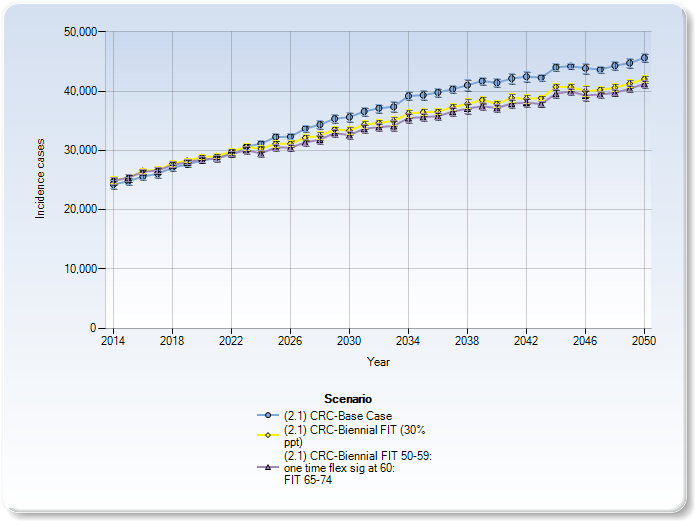 50,000
40,000
30,000
20,000
10,000
0
Incidence cases
2014 2018 2022 2026 2030 2034 2038 2042 2046 2050
Year
Scenario
(2.1) CRC-Base Case
(2.1) CRC-Biennial FIT (30%
ppt)
(2.1) CRC-Biennial FIT 50-59:
one time flex sig at 60:
FIT 65-74